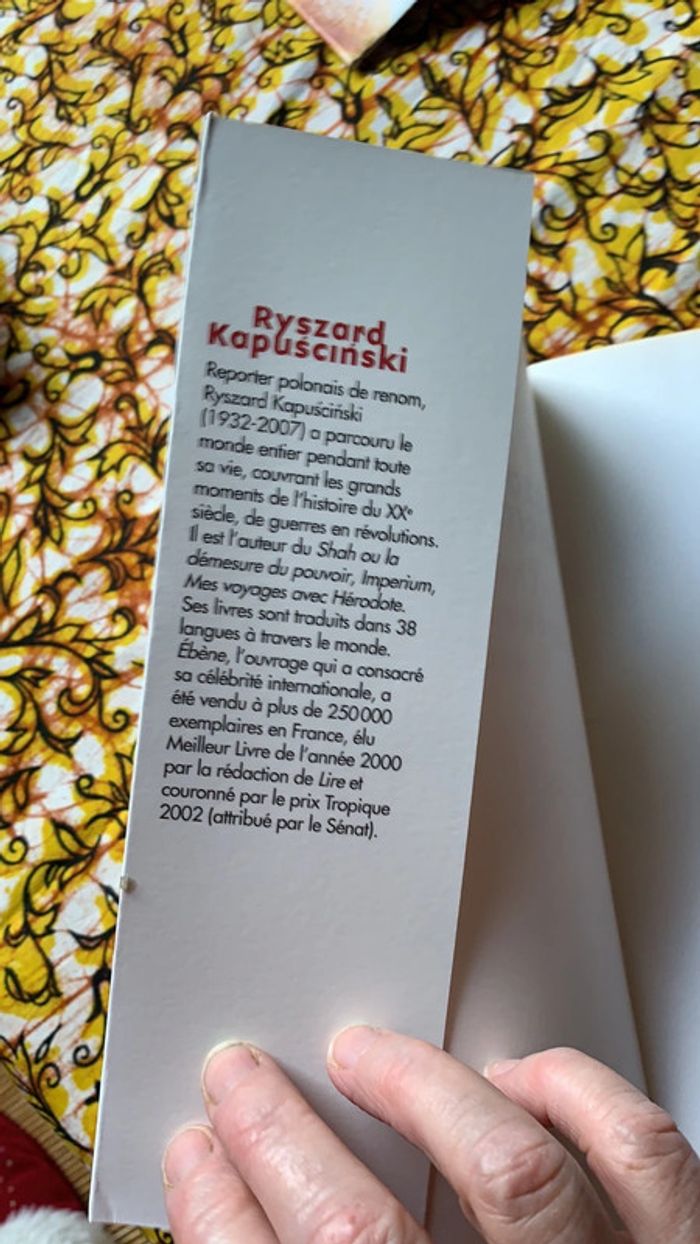 Ryszard
Kapuściński
Reporter polonais de renom,
Ryszard Kapuściński
(1932-2007) a parcouru le
monde entier pendant toute
sa vie, couvrant les grands
moments de l'histoire du XXe
siècle, de guerres en révolutions.
Il est l'auteur du Shah ou la
démesure du pouvoir, Imperium,
Mes voyages avec Hérodote.
Ses livres sont traduits dans 38
langues à travers le monde.
Ébène, l'ouvrage qui a consacré
sa célébrité internationale, a
été vendu à plus de 250 000
exemplaires en France, élu
Meilleur Livre de l'année 2000
par la rédaction de Lire et
couronné par le prix Tropique
2002 (attribué par le Sénat).